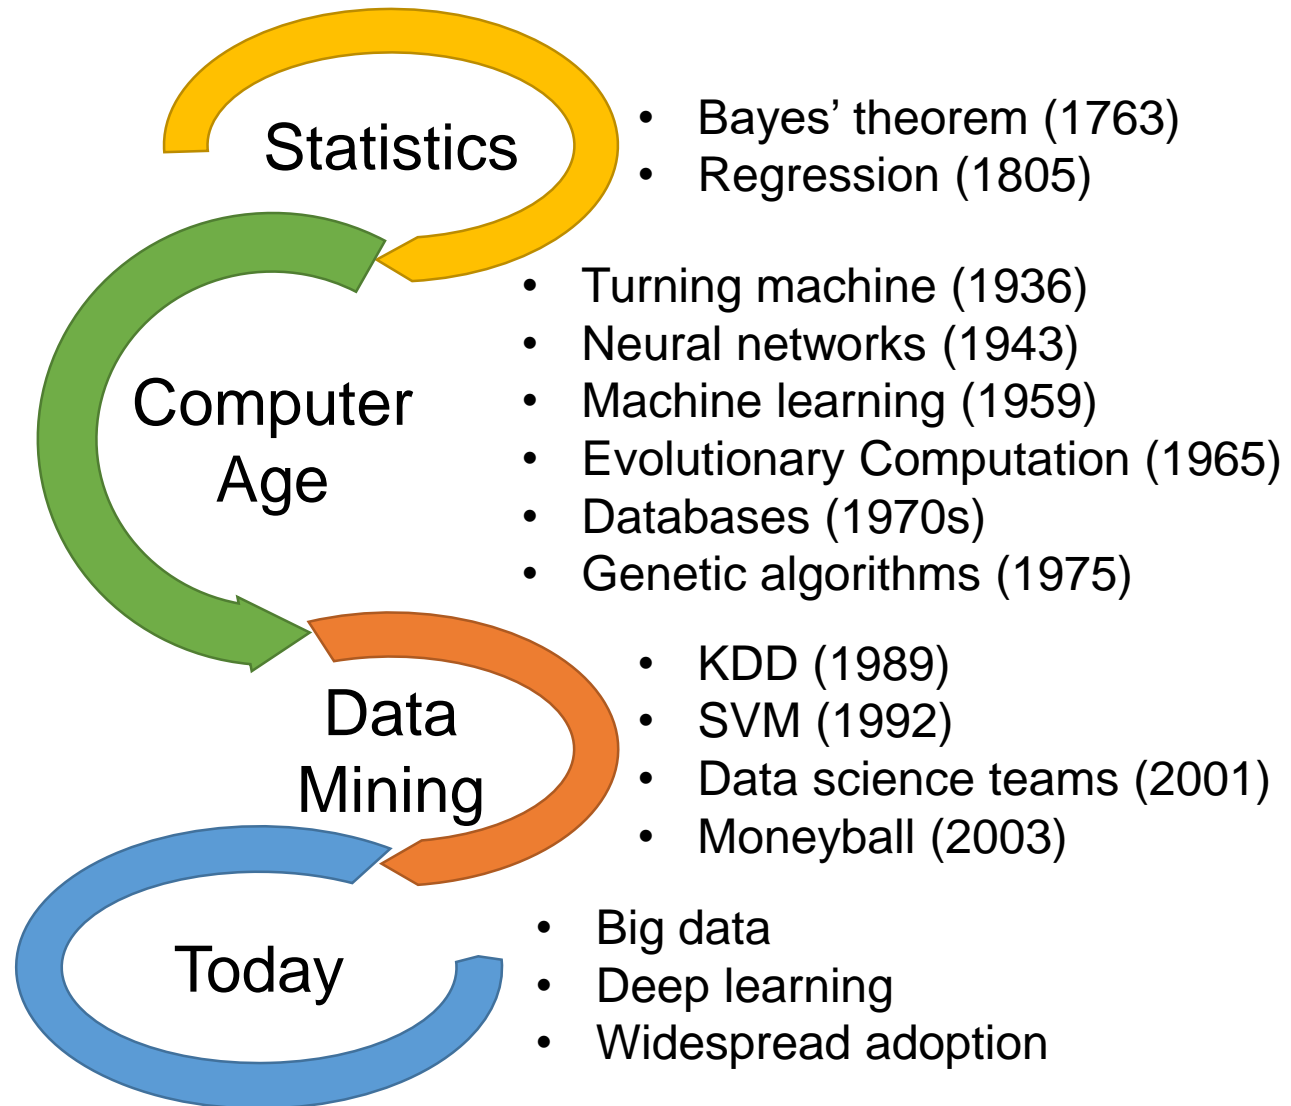 Statistics
• Bayes’ theorem (1763)
• Regression (1805)
Computer
Age
• Turning machine (1936)
• Neural networks (1943)
• Machine learning (1959)
• Evolutionary Computation (1965)
• Databases (1970s)
• Genetic algorithms (1975)
Data
Mining
• KDD (1989)
• SVM (1992)
• Data science teams (2001)
• Moneyball (2003)
Today
• Big data
• Deep learning
• Widespread adoption